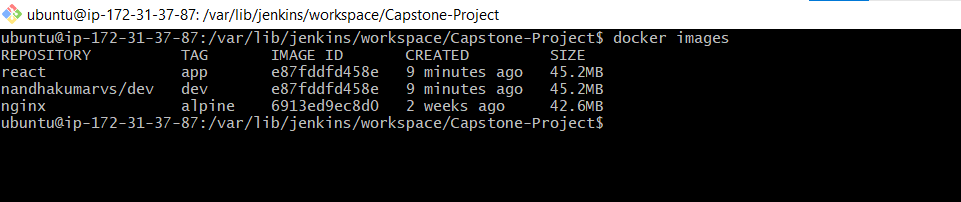 ubuntu@ip-172-31-37-87: /var/lib/jenkins/workspace/Capstone-Project
ubuntu@ip-172-31-37-87:/var/lib/jenkins/workspace/Capstone-Project$ docker images
REPOSITORY TAG IMAGE ID CREATED SIZE
react app e87fddfd458e 9 minutes ago 45.2MB
nandhakumarvs/dev dev e87fddfd458e 9 minutes ago 45.2MB
nginx alpine 6913ed9ec8d0 2 weeks ago 42.6MB
ubuntu@ip-172-31-37-87:/var/lib/jenkins/workspace/Capstone-Project$